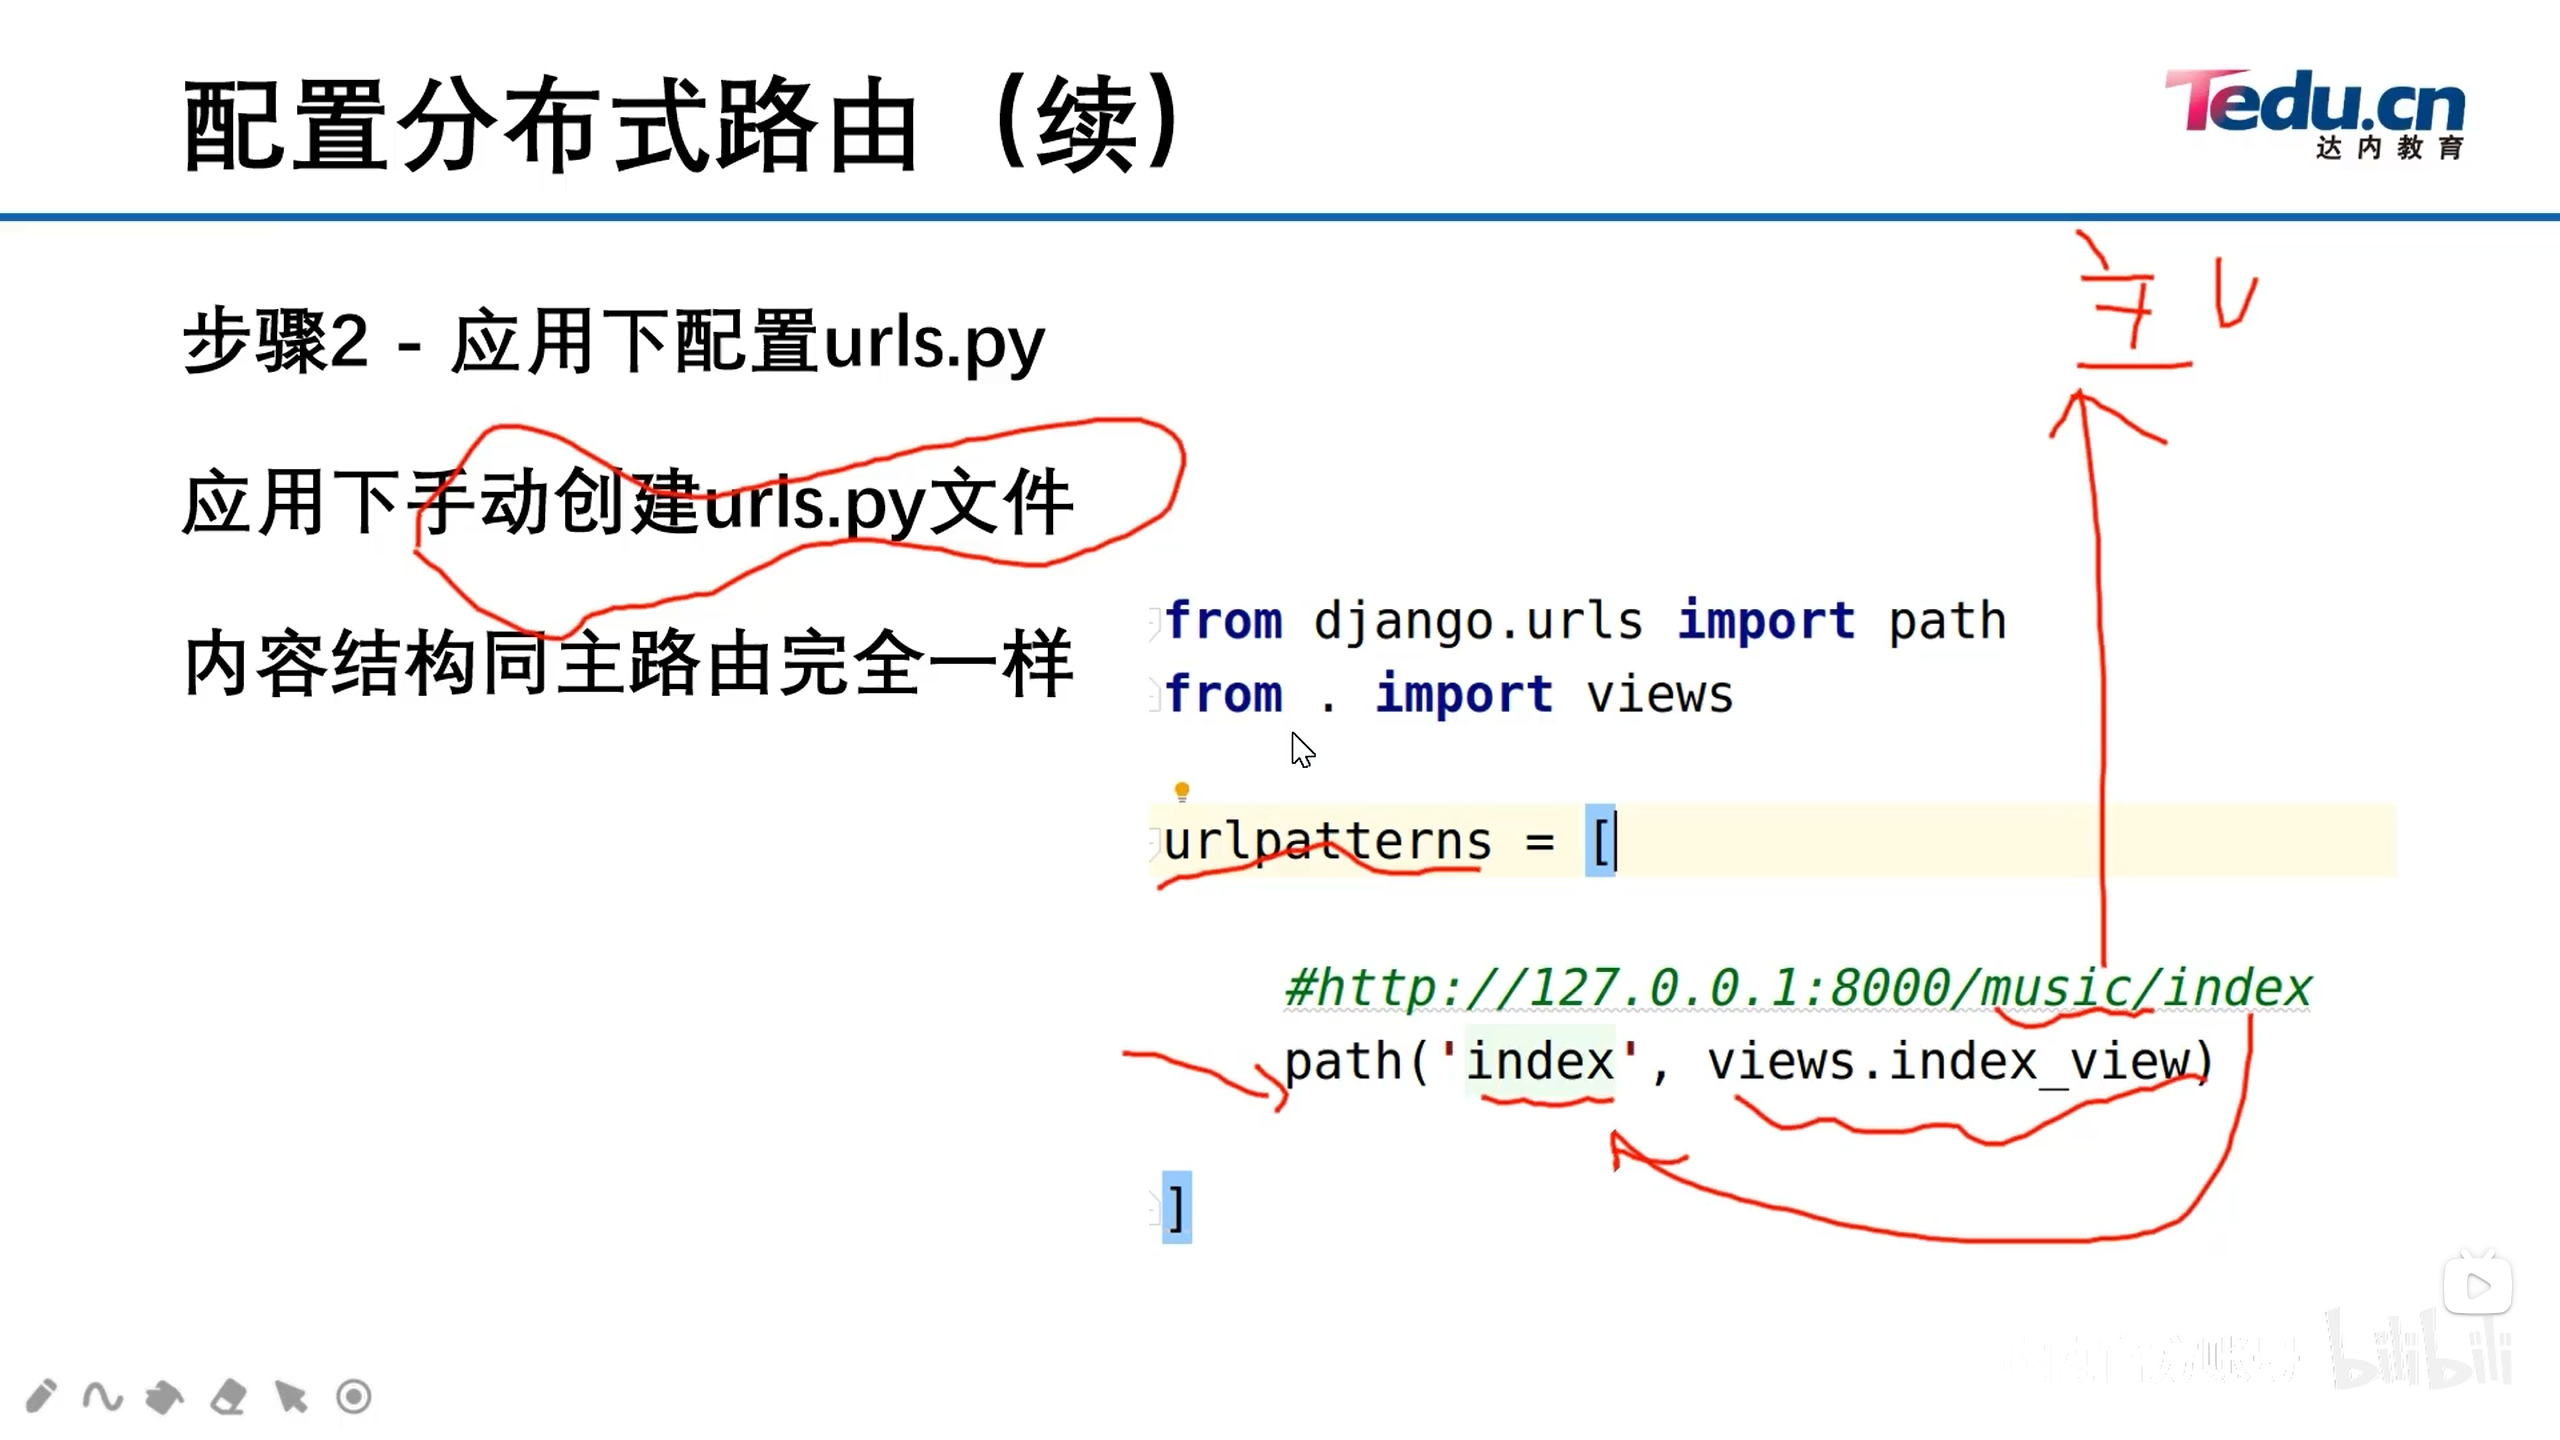 配置分布式路由（续）
Tedu.cn
达内教育
步骤2 - 应用下配置urls.py
应用下手动创建urls.py文件
内容结构同主路由完全一样
from django.urls import path
from . import views
urlpatterns = [
#http://127.0.0.1:8000/music/index
path('index', views.index_view)
]
bilibili